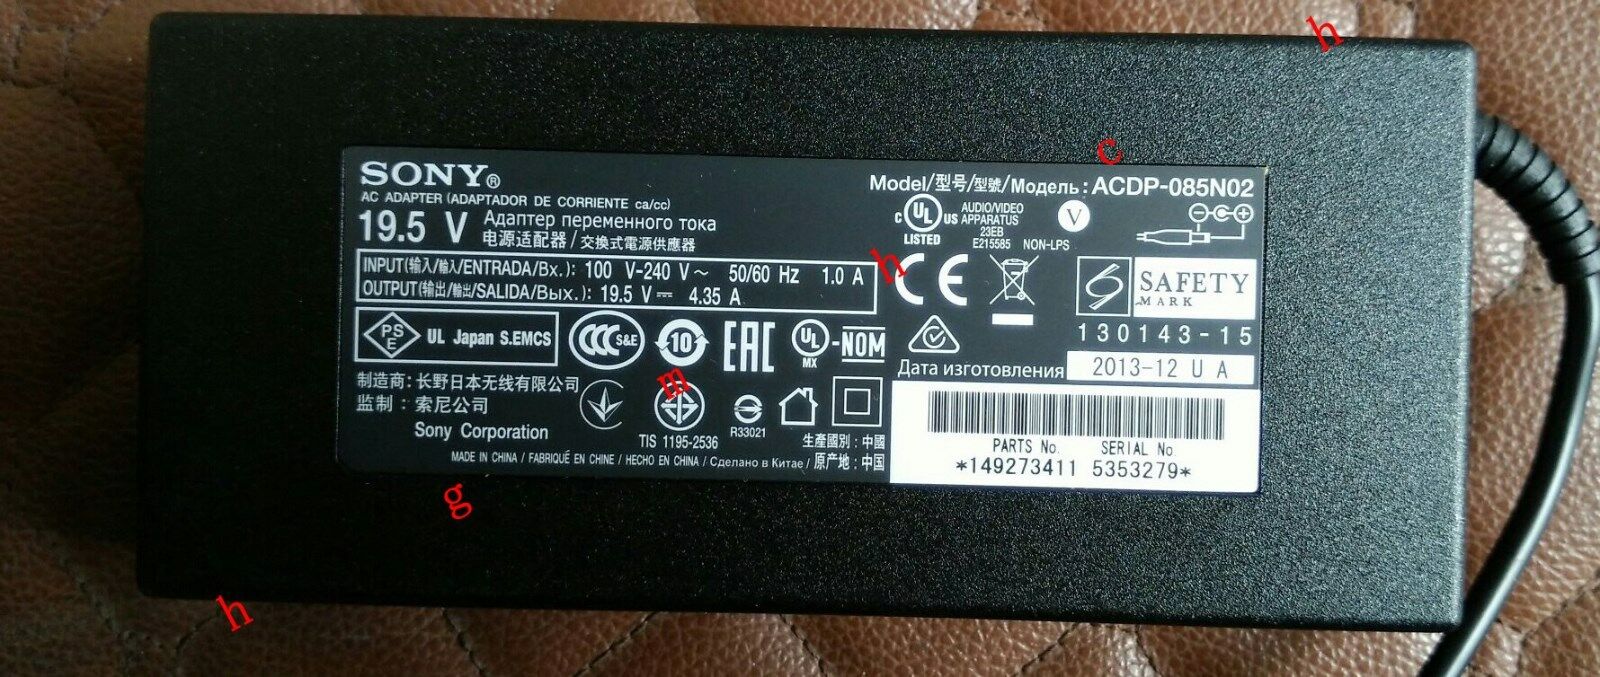 h
c
SONY®
Model/型号/型號/Модель: ACDP-085N02
AC ADAPTER (ADAPTADOR DE CORRIENTE ca/cc)
19.5 V Адаптер переменного тока
电源适配器 / 交換式電源供應器
c UL US LISTED
AUDIO/VIDEO
APPARATUS
23EB
E215585 NON-LPS
V
h
INPUT(输入/輸入/ENTRADA/Вх.): 100 V-240 V~ 50/60 Hz 1.0 A
OUTPUT(输出/輸出/SALIDA/Вых.): 19.5 V⎓ 4.35 A
CE
S SAFETY
MARK
130143-15
PSE UL Japan S.EMCS
CCC S&E
10
EAC
UL MX -NOM
Дата изготовления 2013-12 U A
制造商: 长野日本无线有限公司
监制 : 索尼公司
Sony Corporation
m
TIS 1195-2536
R33021
生產國別 : 中國
MADE IN CHINA / FABRIQUÉ EN CHINE / HECHO EN CHINA / Сделано в Китае / 原产地 : 中国
PARTS No. SERIAL No.
*149273411 5353279*
g
h